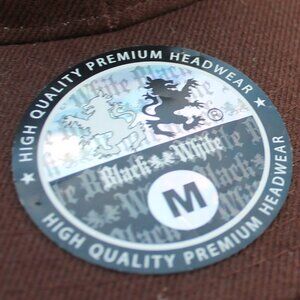 ★ HIGH QUALITY PREMIUM HEADWEAR ★
®
Black White
M
HIGH QUALITY PREMIUM HEADWEAR